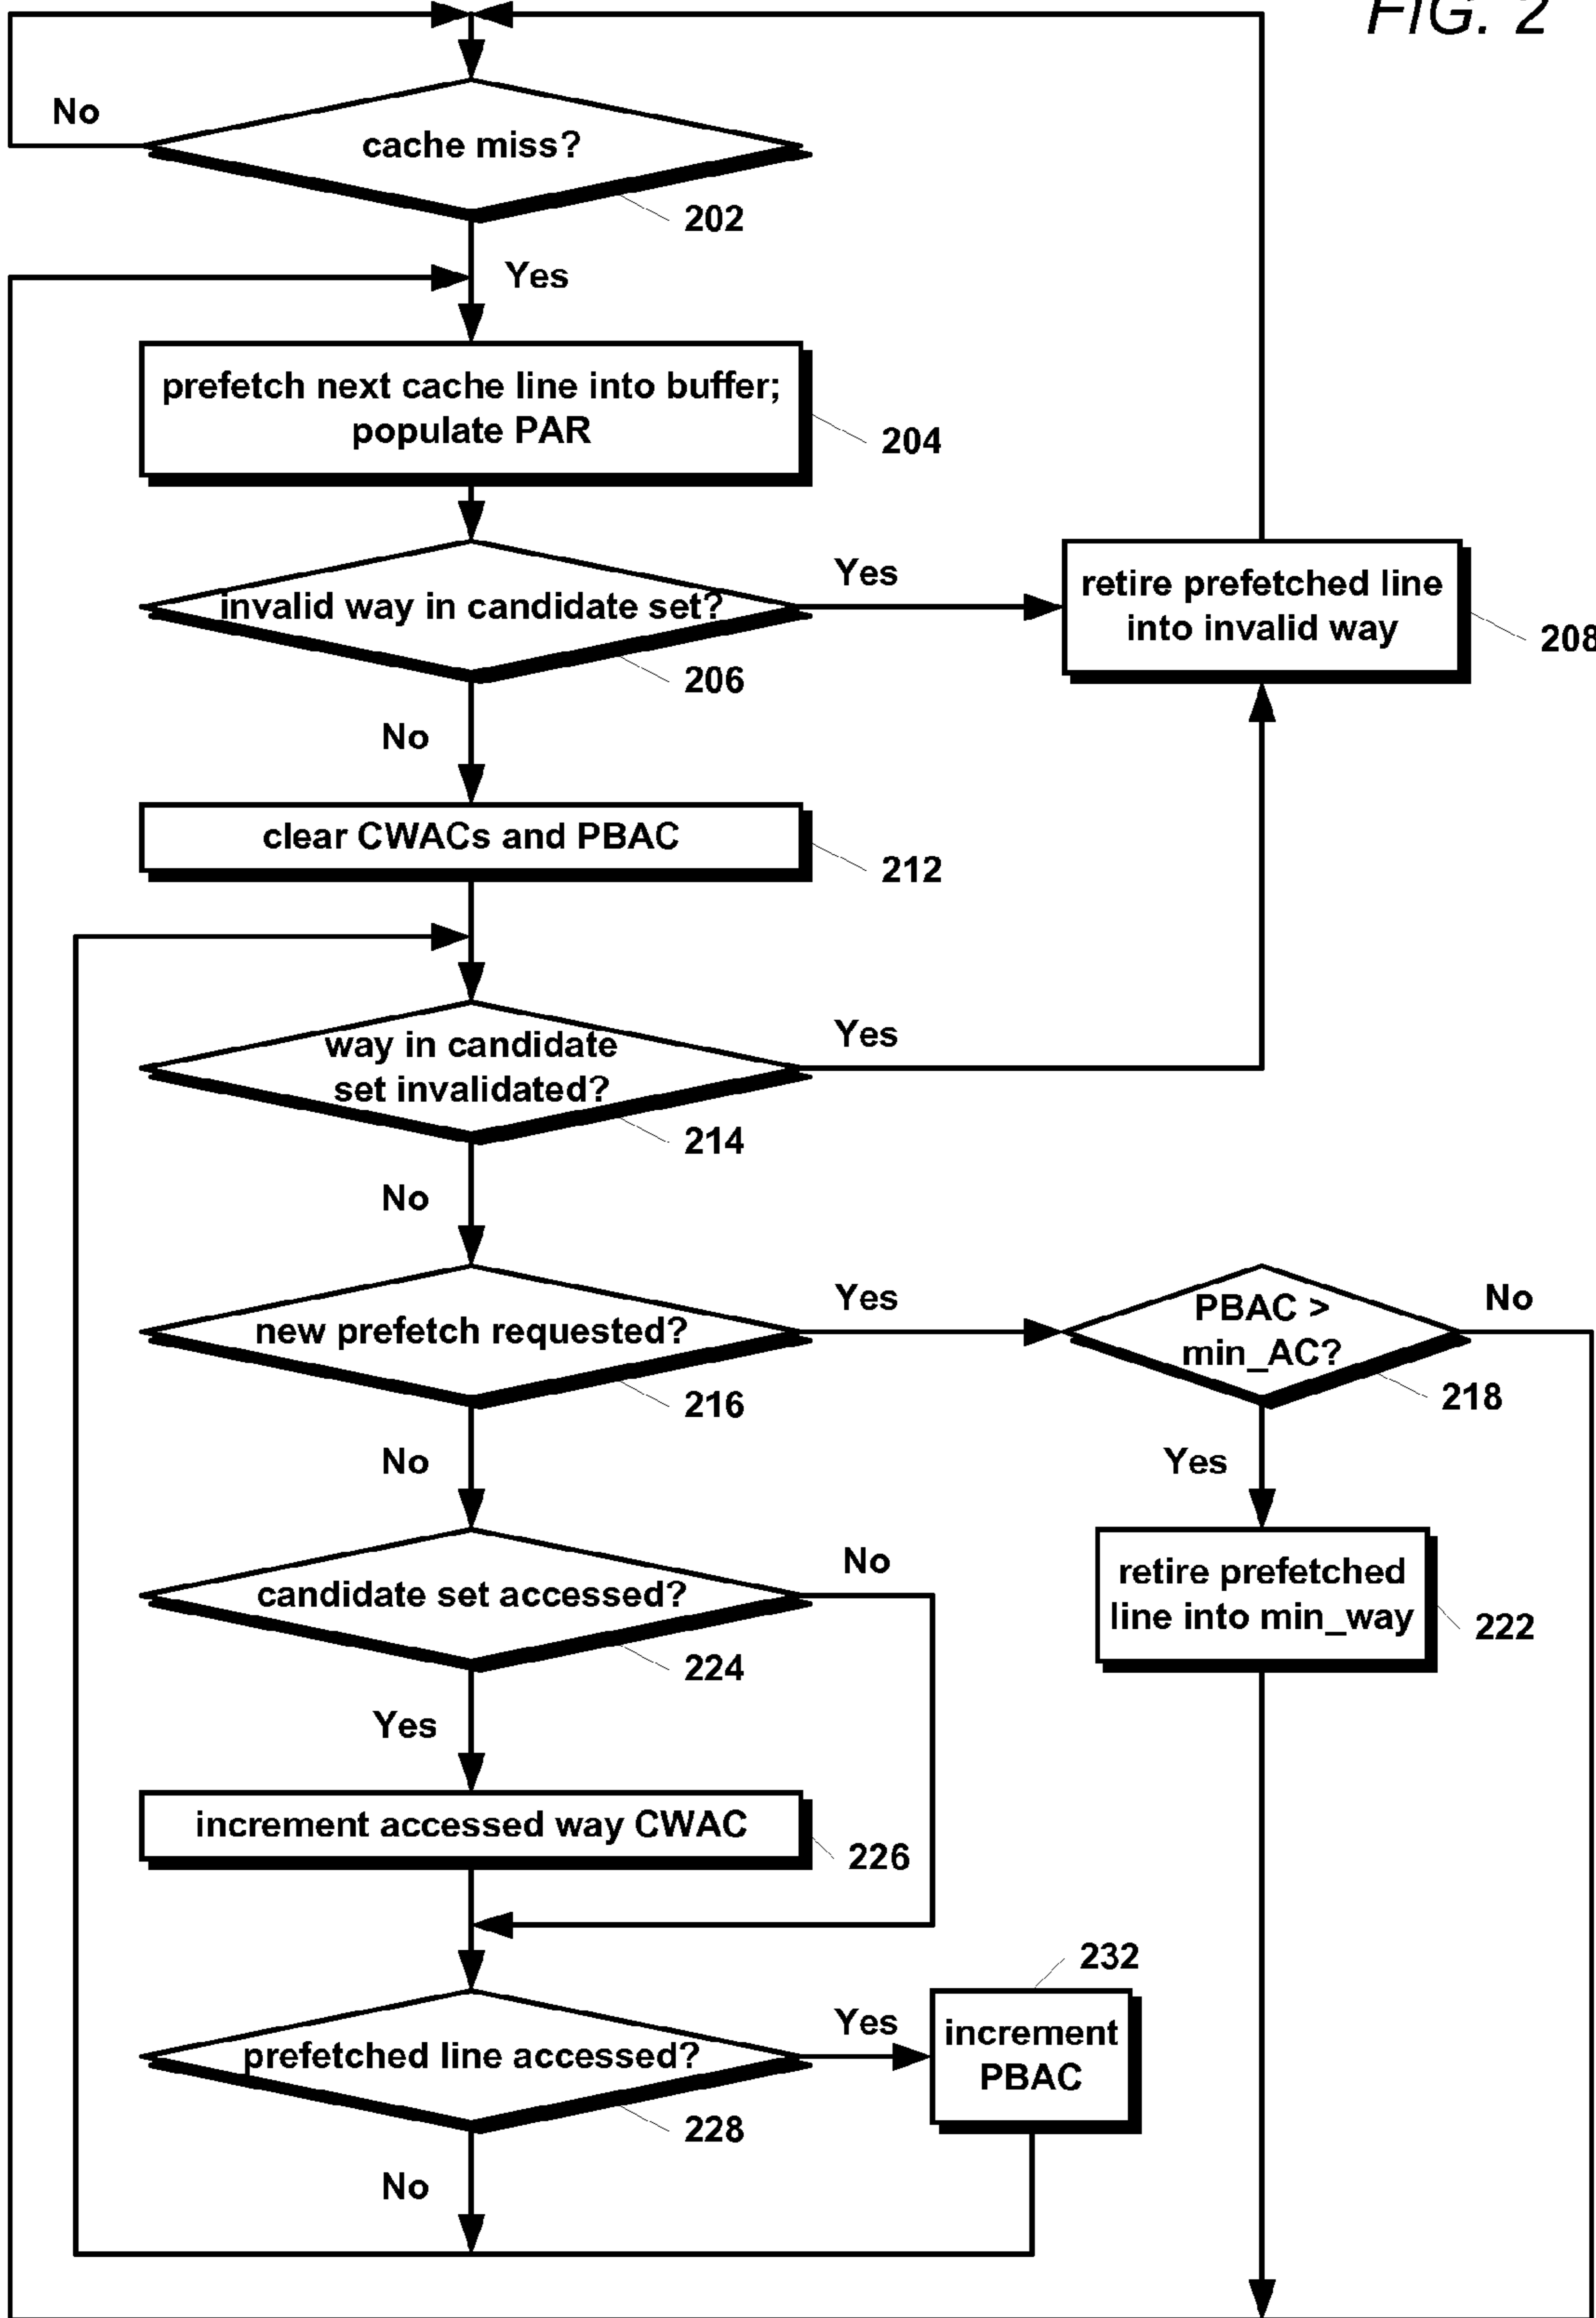 FIG. 2
No
cache miss?
202
Yes
prefetch next cache line into buffer;
populate PAR
204
invalid way in candidate set?
Yes
206
retire prefetched line
into invalid way
208
No
clear CWACs and PBAC
212
way in candidate
set invalidated?
Yes
214
No
new prefetch requested?
Yes
216
PBAC >
min_AC?
No
218
No
Yes
candidate set accessed?
No
224
retire prefetched
line into min_way
222
Yes
increment accessed way CWAC
226
232
prefetched line accessed?
Yes
increment
PBAC
228
No